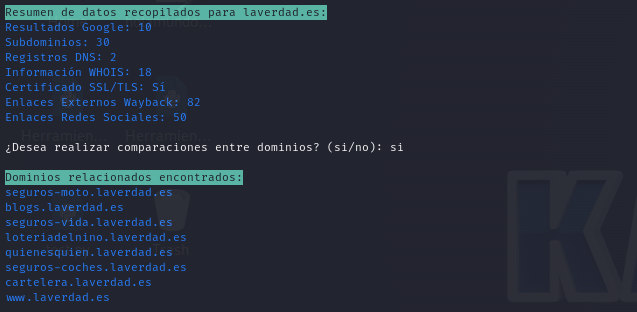 Resumen de datos recopilados para laverdad.es:
Resultados Google: 10
Subdominios: 30
Registros DNS: 2
Información WHOIS: 18
Certificado SSL/TLS: Sí
Enlaces Externos Wayback: 82
Enlaces Redes Sociales: 50
Herramien... Herramien...
¿Desea realizar comparaciones entre dominios? (si/no): si
Dominios relacionados encontrados:
seguros-moto.laverdad.es
blogs.laverdad.es
seguros-vida.laverdad.es
loteriadelnino.laverdad.es
quienesquien.laverdad.es
seguros-coches.laverdad.es
cartelera.laverdad.es
www.laverdad.es